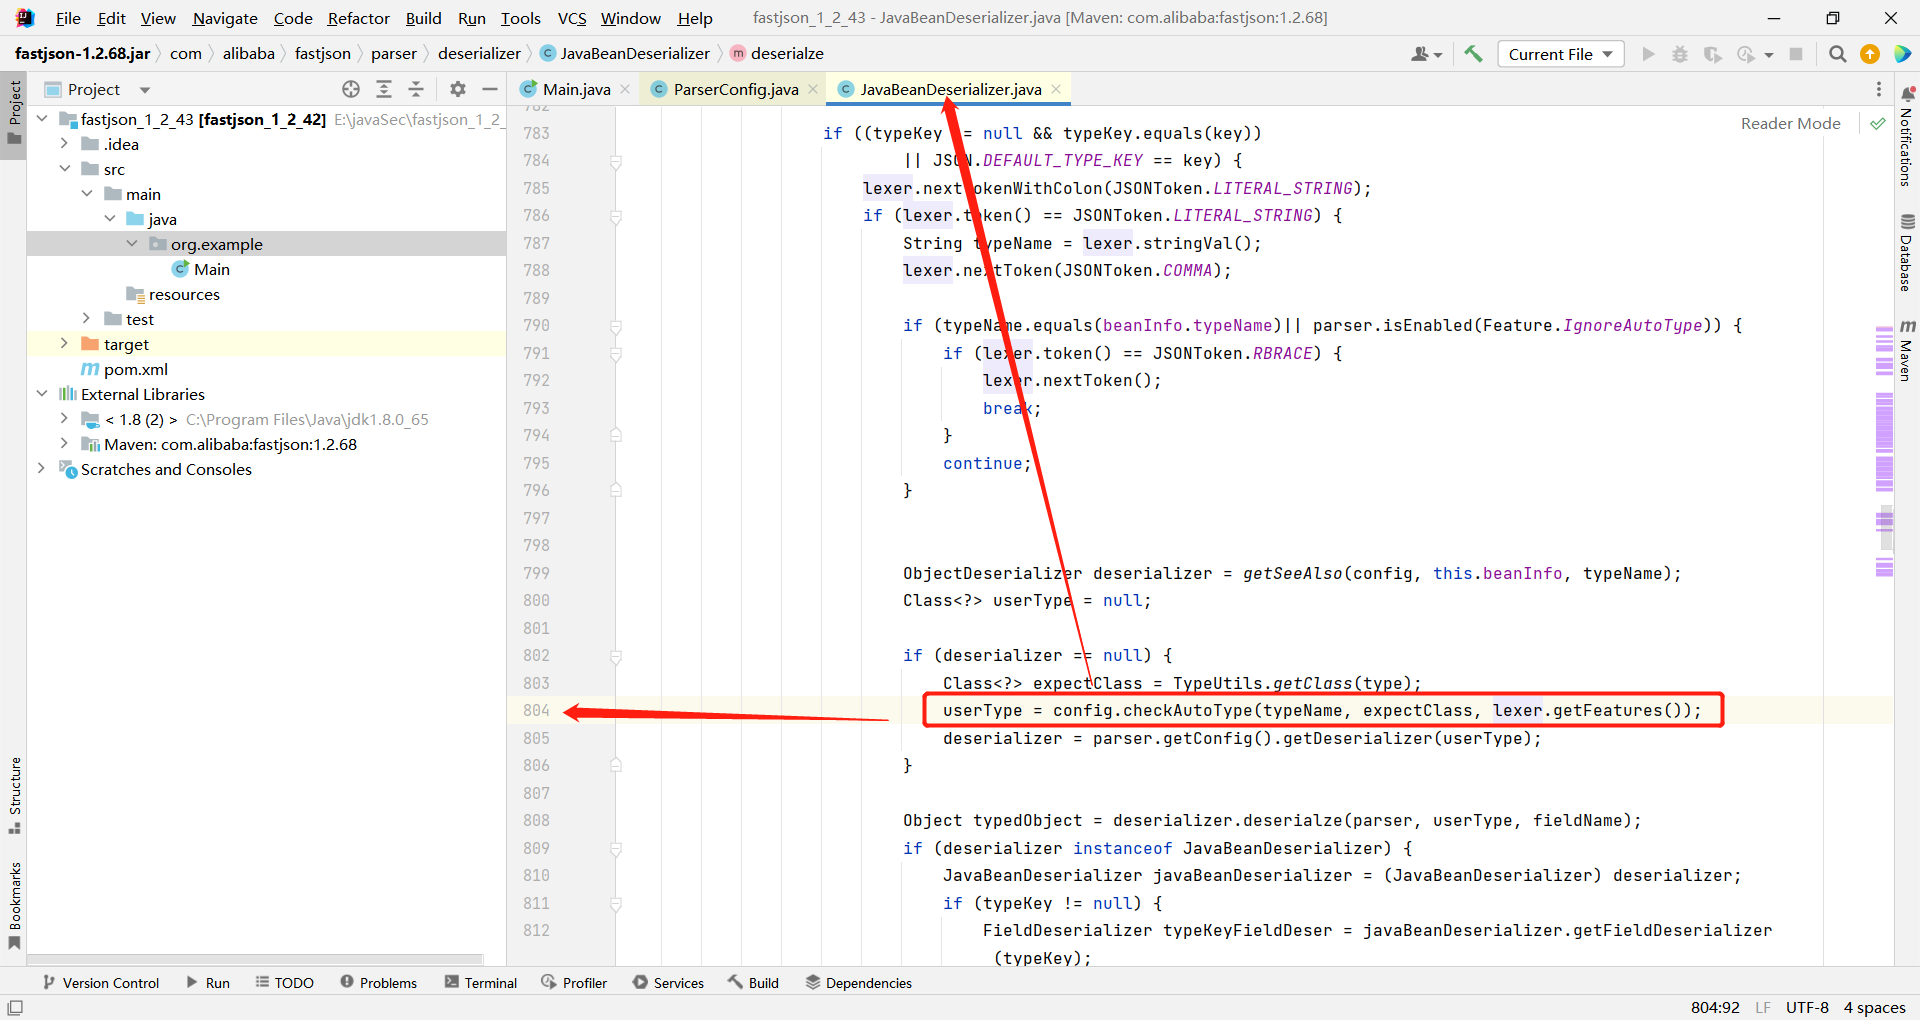 File Edit View Navigate Code Refactor Build Run Tools VCS Window Help fastjson_1_2_43 - JavaBeanDeserializer.java [Maven: com.alibaba:fastjson:1.2.68]
fastjson-1.2.68.jar com alibaba fastjson parser deserializer JavaBeanDeserializer deserialze Current File
Project
Main.java ParserConfig.java JavaBeanDeserializer.java
Reader Mode
Project
Structure
Bookmarks
fastjson_1_2_43 [fastjson_1_2_42] E:\javaSec\fastjson_1_2_
.idea
src
main
java
org.example
Main
resources
test
target
pom.xml
External Libraries
< 1.8 (2) > C:\Program Files\Java\jdk1.8.0_65
Maven: com.alibaba:fastjson:1.2.68
Scratches and Consoles
782
783 if ((typeKey != null && typeKey.equals(key))
784 || JSON.DEFAULT_TYPE_KEY == key) {
785 lexer.nextTokenWithColon(JSONToken.LITERAL_STRING);
786 if (lexer.token() == JSONToken.LITERAL_STRING) {
787 String typeName = lexer.stringVal();
788 lexer.nextToken(JSONToken.COMMA);
789
790 if (typeName.equals(beanInfo.typeName)|| parser.isEnabled(Feature.IgnoreAutoType)) {
791 if (lexer.token() == JSONToken.RBRACE) {
792 lexer.nextToken();
793 break;
794 }
795 continue;
796 }
797
798
799 ObjectDeserializer deserializer = getSeeAlso(config, this.beanInfo, typeName);
800 Class<?> userType = null;
801
802 if (deserializer == null) {
803 Class<?> expectClass = TypeUtils.getClass(type);
804 userType = config.checkAutoType(typeName, expectClass, lexer.getFeatures());
805 deserializer = parser.getConfig().getDeserializer(userType);
806 }
807
808 Object typedObject = deserializer.deserialze(parser, userType, fieldName);
809 if (deserializer instanceof JavaBeanDeserializer) {
810 JavaBeanDeserializer javaBeanDeserializer = (JavaBeanDeserializer) deserializer;
811 if (typeKey != null) {
812 FieldDeserializer typeKeyFieldDeser = javaBeanDeserializer.getFieldDeserializer
(typeKey);
Notifications
Database
Maven
Version Control Run TODO Problems Terminal Profiler Services Build Dependencies
804:92 LF UTF-8 4 spaces